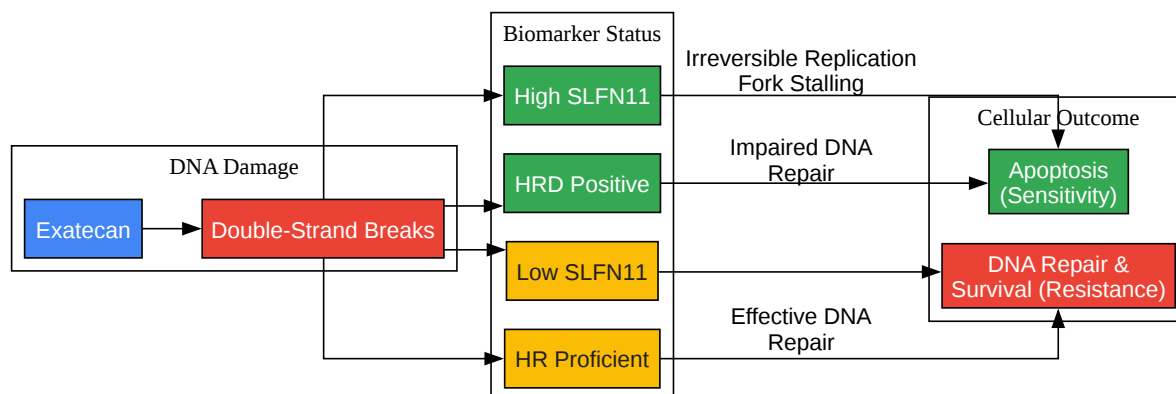 Biomarker Status
Irreversible Replication
Fork Stalling
High SLFN11
Cellular Outcome
DNA Damage
Impaired DNA
Repair
HRD Positive
Apoptosis
(Sensitivity)
Exatecan
Double-Strand Breaks
Low SLFN11
DNA Repair &
Survival (Resistance)
Effective DNA
Repair
HR Proficient